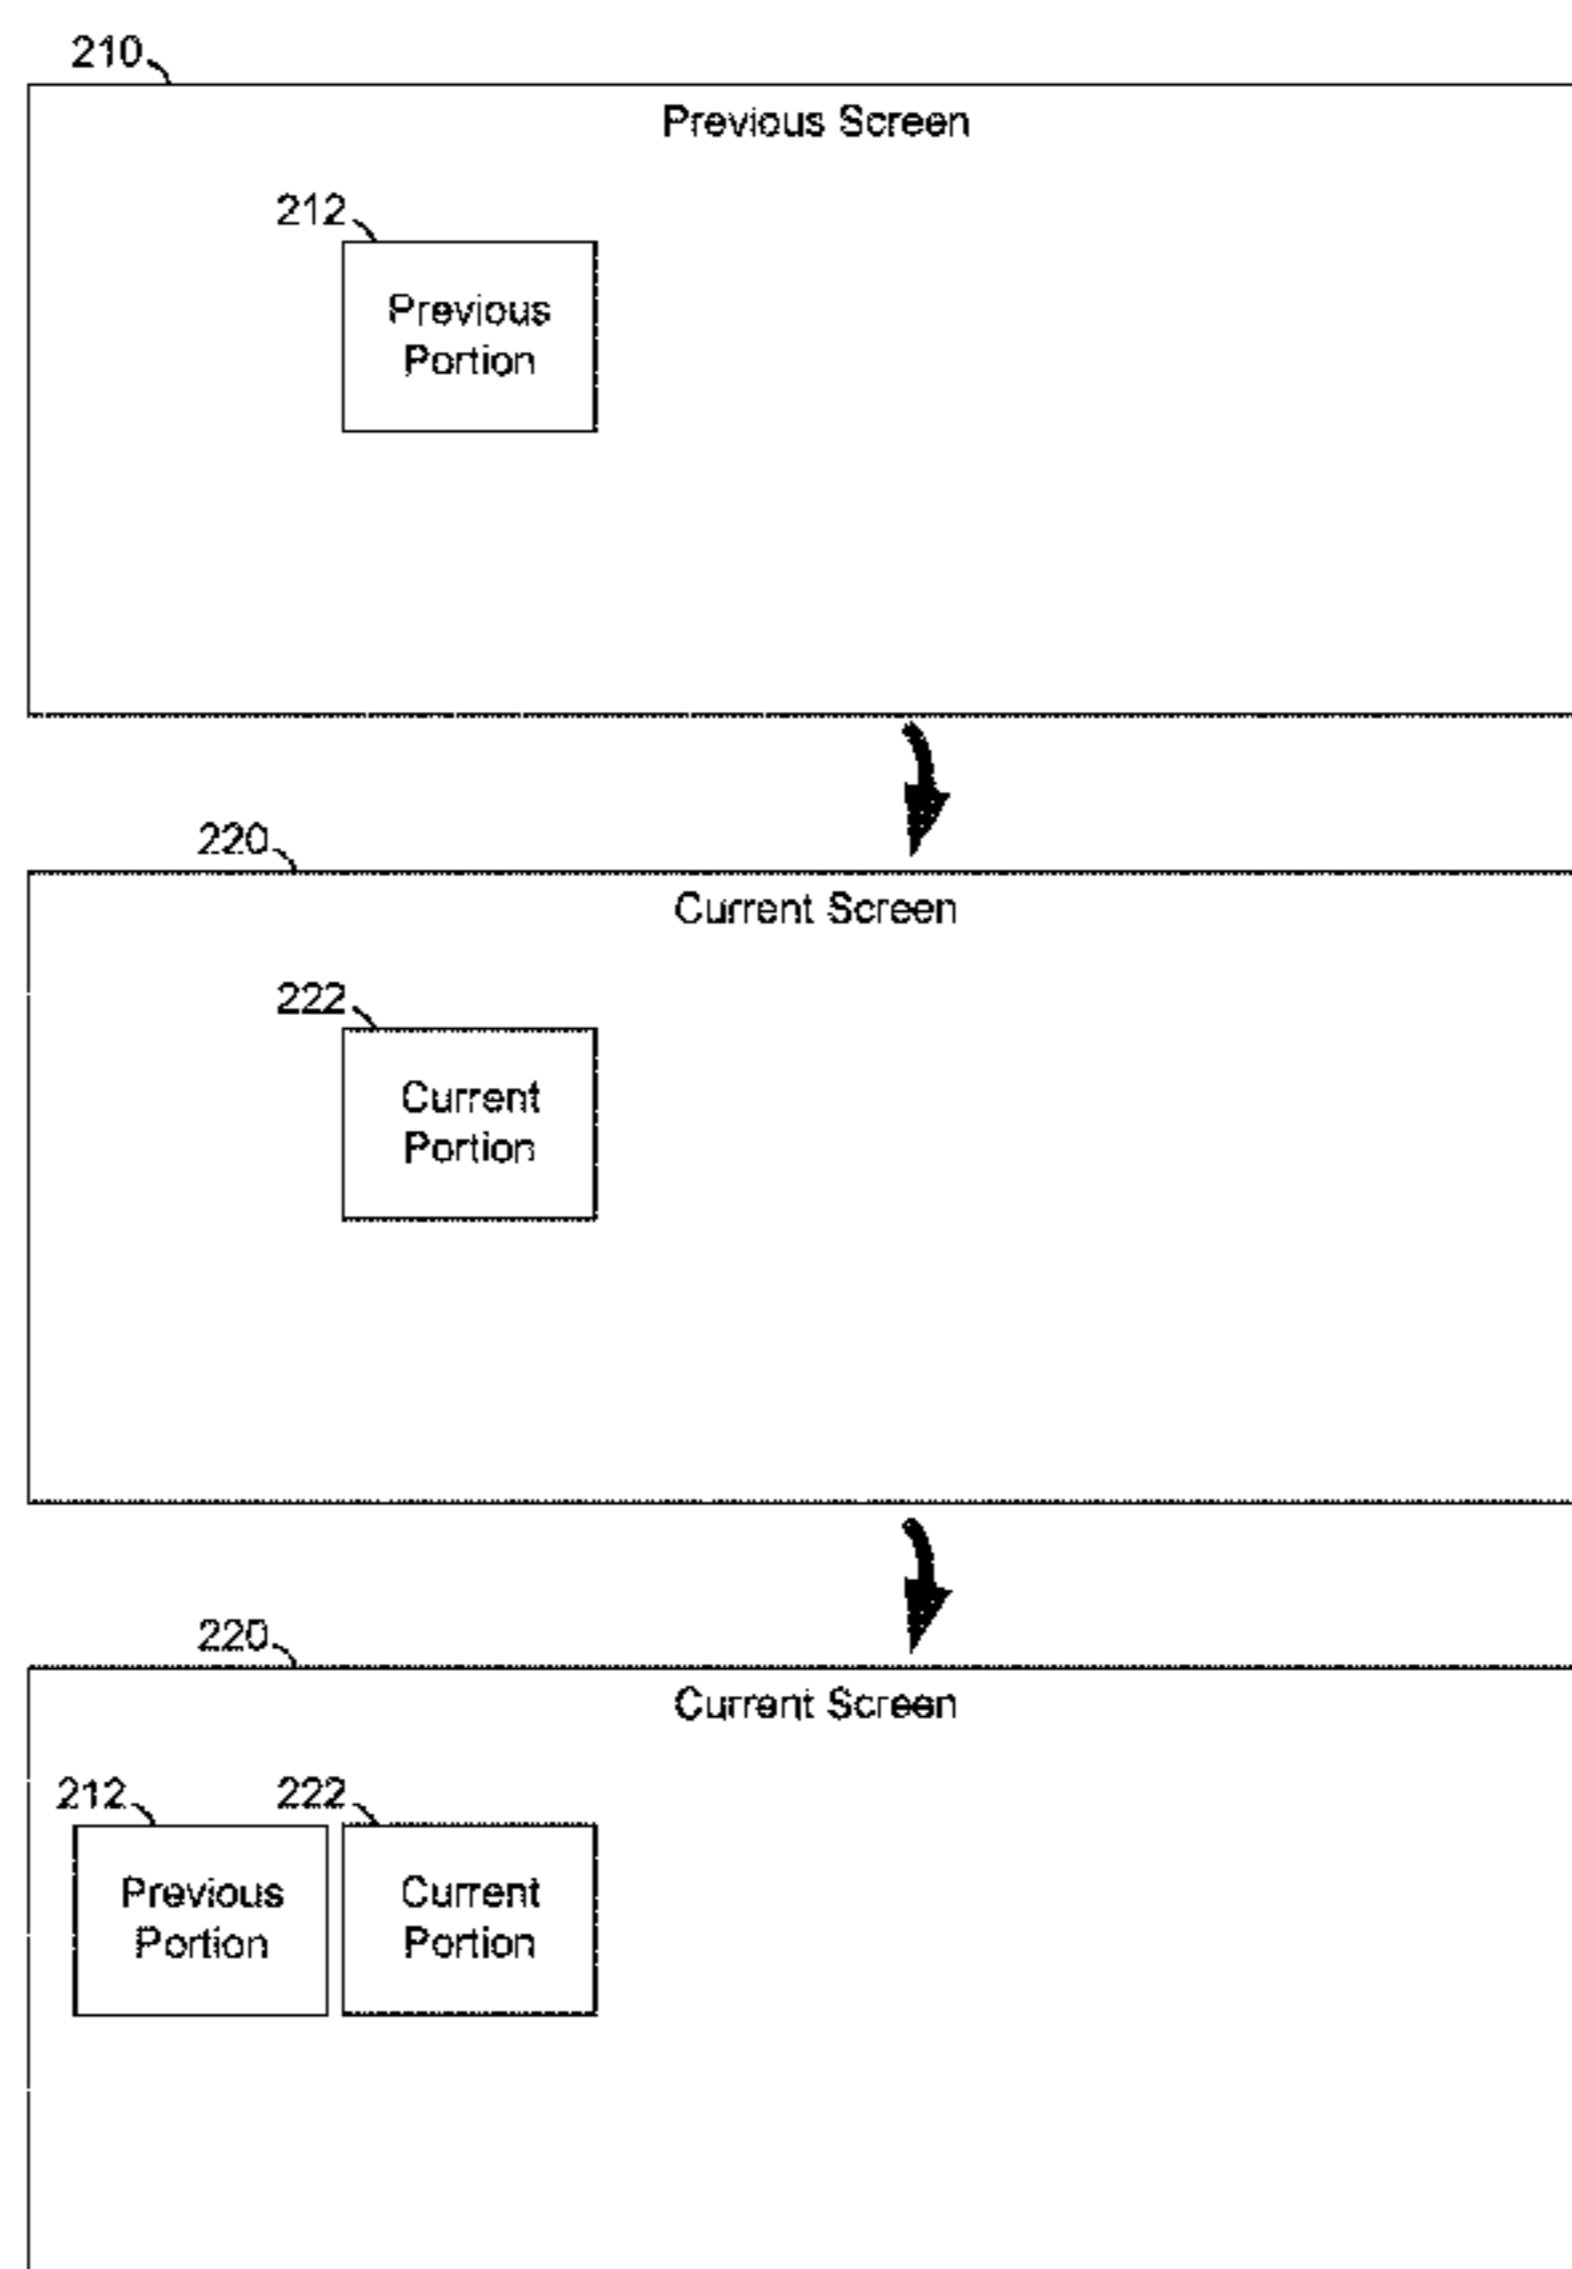 210
Previous Screen
212
Previous
Portion
220
Current Screen
222
Current
Portion
220
Current Screen
212 222
Previous Current
Portion Portion